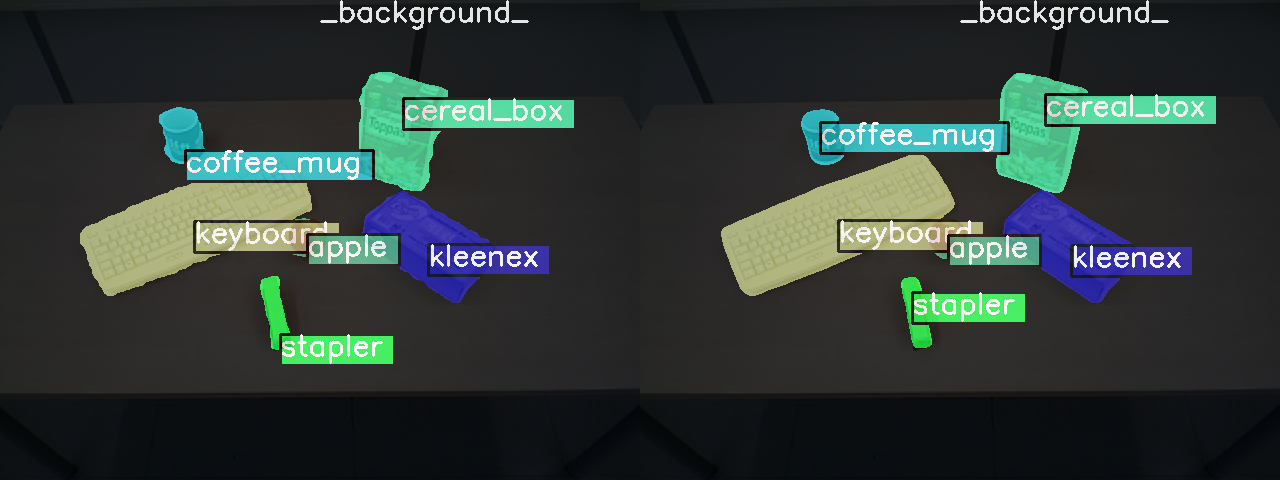 _background_
_background_
cereal_box
cereal_box
Toppas
Toppas
coffee_mug
coffee_mug
keyboard
keyboard
apple
apple
kleenex
kleenex
stapler
stapler